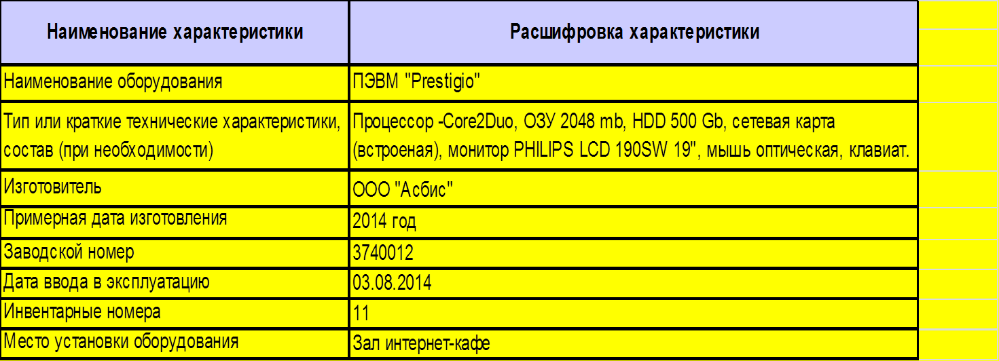 Наименование характеристики
Расшифровка характеристики
Наименование оборудования
ПЭВМ "Prestigio"
Тип или краткие технические характеристики,
состав (при необходимости)
Процессор -Core2Duo, ОЗУ 2048 mb, HDD 500 Gb, сетевая карта
(встроеная), монитор PHILIPS LCD 190SW 19", мышь оптическая, клавиат.
Изготовитель
ООО "Асбис"
Примерная дата изготовления
2014 год
Заводской номер
3740012
Дата ввода в эксплуатацию
03.08.2014
Инвентарные номера
11
Место установки оборудования
Зал интернет-кафе